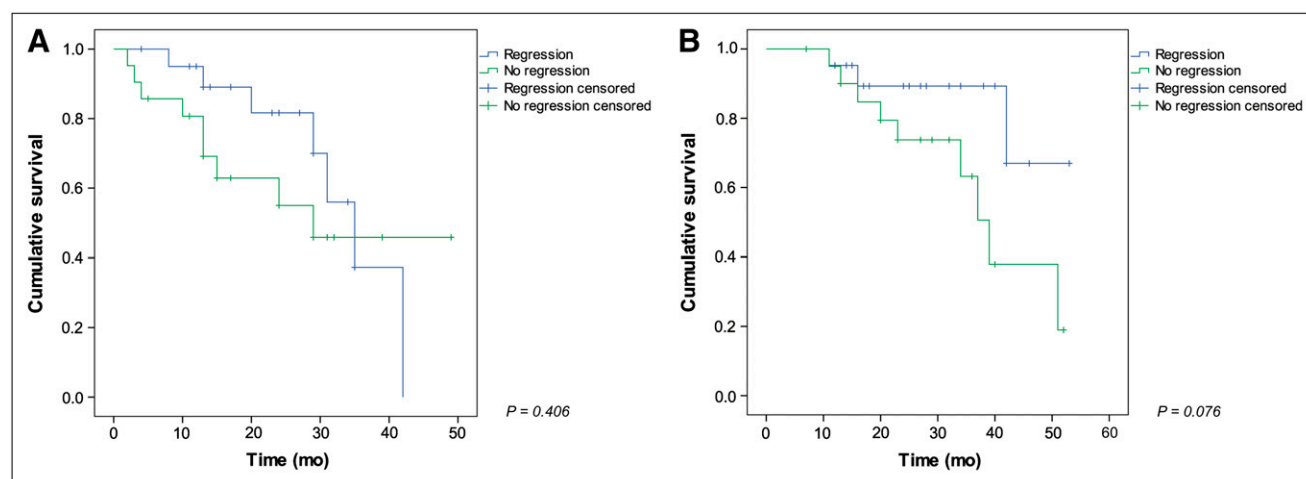 A
Regression
No regression
Regression censored
No regression censored
1.0
0.8
0.6
0.4
0.2
0.0
Cumulative survival
0 10 20 30 40 50
Time (mo)
P = 0.406
B
Regression
No regression
Regression censored
No regression censored
1.0
0.8
0.6
0.4
0.2
0.0
Cumulative survival
0 10 20 30 40 50 60
Time (mo)
P = 0.076